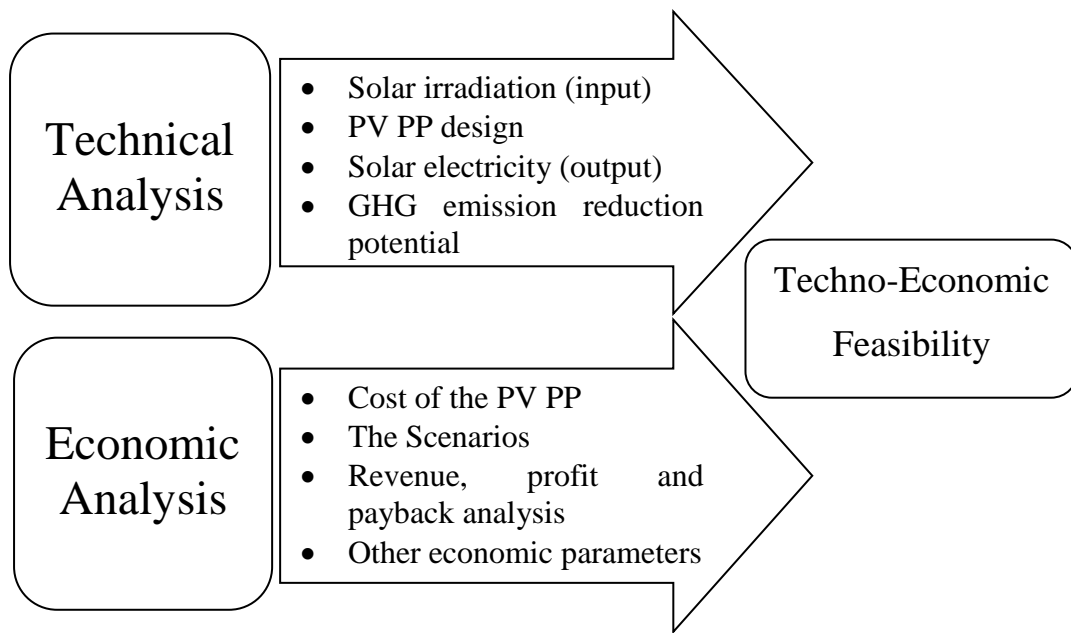 Technical
Analysis
• Solar irradiation (input)
• PV PP design
• Solar electricity (output)
• GHG emission reduction
potential
Techno-Economic
Feasibility
Economic
Analysis
• Cost of the PV PP
• The Scenarios
• Revenue, profit and
payback analysis
• Other economic parameters